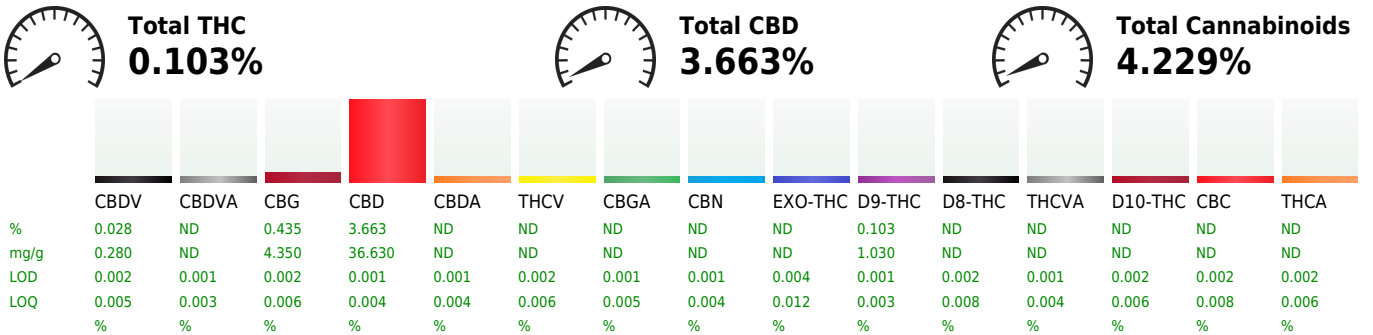 Total THC
0.103%
Total CBD
3.663%
Total Cannabinoids
4.229%
CBDV CBDVA CBG CBD CBDA THCV CBGA CBN EXO-THC D9-THC D8-THC THCVA D10-THC CBC THCA
% 0.028 ND 0.435 3.663 ND ND ND ND ND 0.103 ND ND ND ND ND
mg/g 0.280 ND 4.350 36.630 ND ND ND ND ND 1.030 ND ND ND ND ND
LOD 0.002 0.001 0.002 0.001 0.001 0.002 0.001 0.001 0.004 0.001 0.002 0.001 0.002 0.002 0.002
LOQ 0.005 0.003 0.006 0.004 0.004 0.006 0.005 0.004 0.012 0.003 0.008 0.004 0.006 0.008 0.006
% % % % % % % % % % % % % % %